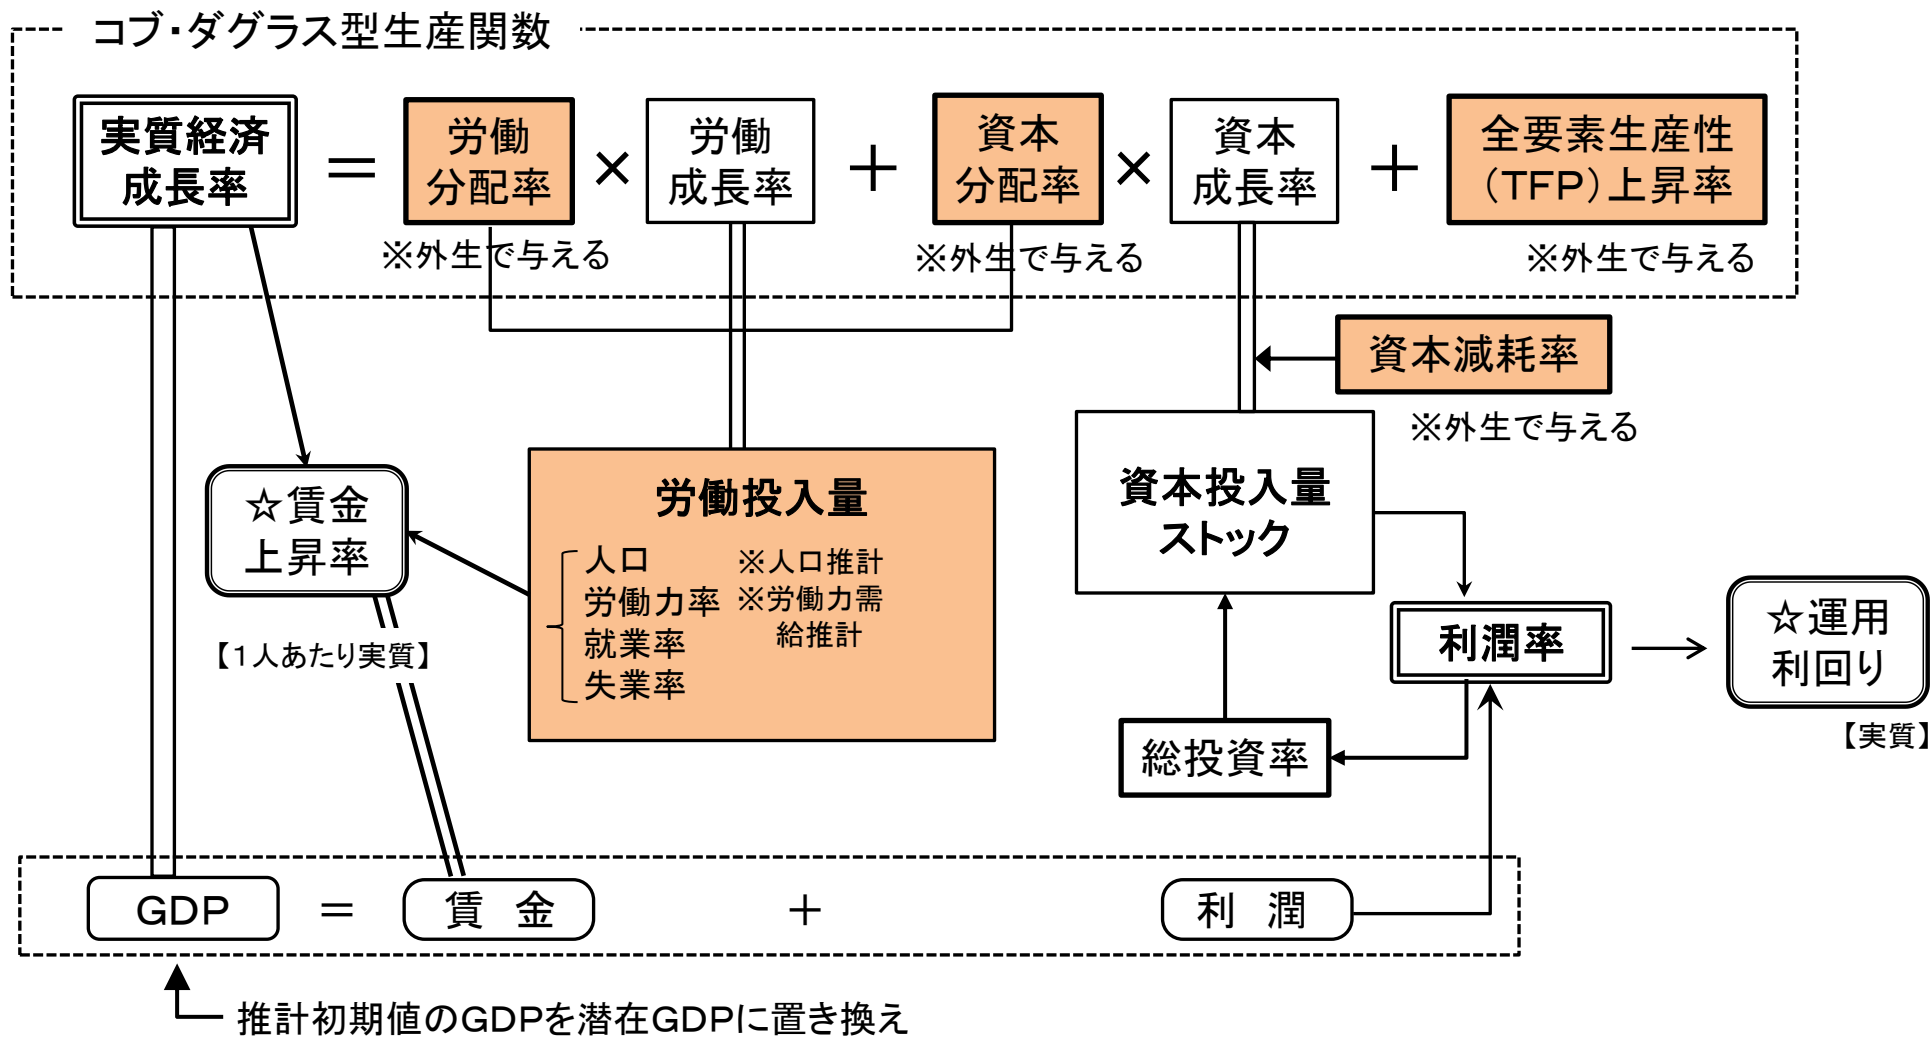 コブ・ダグラス型生産関数
実質経済
成長率
＝
労働
分配率
×
労働
成長率
＋
資本
分配率
×
資本
成長率
＋
全要素生産性
（TFP）上昇率
※外生で与える
※外生で与える
※外生で与える
資本減耗率
※外生で与える
☆賃金
上昇率
【１人あたり実質】
労働投入量
人口
労働力率
就業率
失業率
※人口推計
※労働力需
給推計
資本投入量
ストック
利潤率
☆運用
利回り
【実質】
総投資率
GDP
＝
賃　金
＋
利　潤
推計初期値のGDPを潜在GDPに置き換え